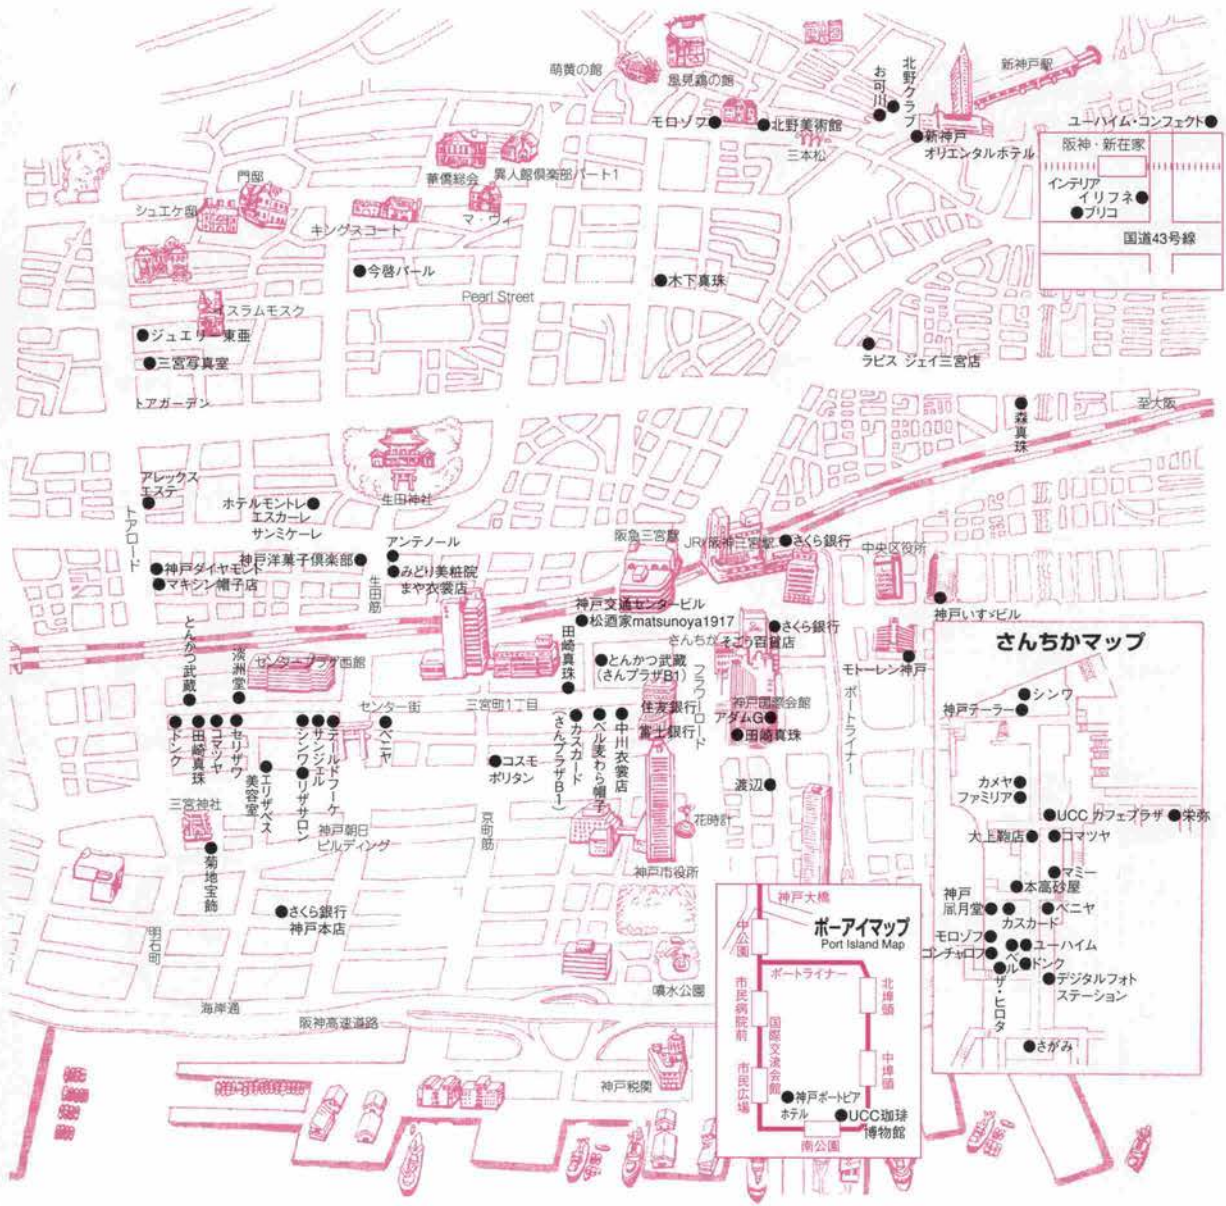 新神戸駅
北野クラブ
お可川
萌黄の館
風見鶏の館
モロゾフ
北野美術館
三本松
新神戸
オリエンタルホテル
ユーハイム・コンフェクト
阪神・新在家
インテリア
イリフネ
ブリコ
国道43号線
華僑総会
異人館倶楽部パート1
門邸
シュエケ邸
キングスコート
マ・ヴィ
今啓パール
木下真珠
Pearl Street
イスラムモスク
ジュエリー東亜
三宮写真室
トアガーデン
ラピス ジェイ三宮店
至大阪
森真珠
アレックス
エステ
トアロード
ホテルモントレ
エスカーレ
サンミケーレ
生田神社
阪急三宮駅
JR/阪神三宮駅
さくら銀行
中央区役所
アンテノール
神戸洋菓子倶楽部
みどり美粧院
まや衣裳店
生田筋
神戸ダイヤモンド
マキシン帽子店
神戸いすゞビル
神戸交通センタービル
松酒家matsunoya1917
さくら銀行
さんちか
そごう百貨店
田崎真珠
とんかつ武蔵
(さんプラザB1)
モトーレン神戸
とんかつ武蔵
淡洲堂
センタープラザ西館
フラワーロード
ポートライナー
住友銀行
富士銀行
神戸国際会館
アダムG
田崎真珠
センター街
三宮町1丁目
ドンク
田崎真珠
コマツヤ
セリザワ
エリザベス
美容室
シンワ
リザサロン
サンジェル
テールドフーケ
ベニヤ
コスモ
ポリタン
カスカード
(さんプラザB1)
ベル麦わら帽子
中川衣裳店
渡辺
三宮神社
菊地宝飾
神戸朝日
ビルディング
京町筋
花時計
神戸市役所
さくら銀行
神戸本店
明石町
海岸通
阪神高速道路
噴水公園
神戸税関
さんちかマップ
シンワ
神戸テーラー
カメヤ
ファミリア
UCC カフェプラザ
栄弥
大上鞄店
コマツヤ
マミー
本高砂屋
神戸
凮月堂
カスカード
ベニヤ
モロゾフ
ゴンチャロフ
ベル
ユーハイム
ドンク
ザ・ヒロタ
デジタルフォト
ステーション
さがみ
神戸大橋
ポーアイマップ
Port Island Map
中公園
ポートライナー
市民病院前
北埠頭
国際交流会館
市民広場
中埠頭
神戸ポートピア
ホテル
UCC珈琲
博物館
南公園